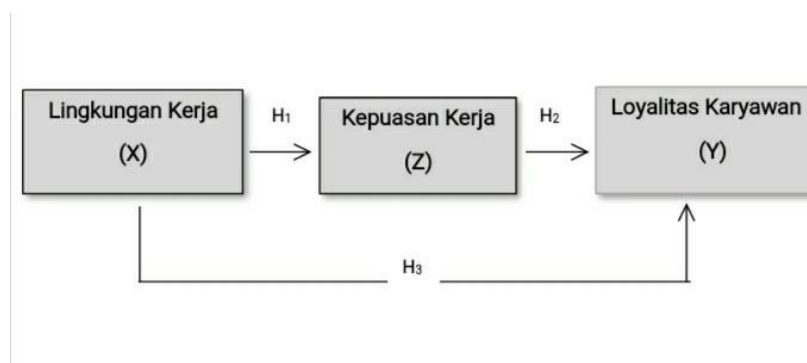 Lingkungan Kerja
(X)
H₁
Kepuasan Kerja
(Z)
H₂
Loyalitas Karyawan
(Y)
H₃